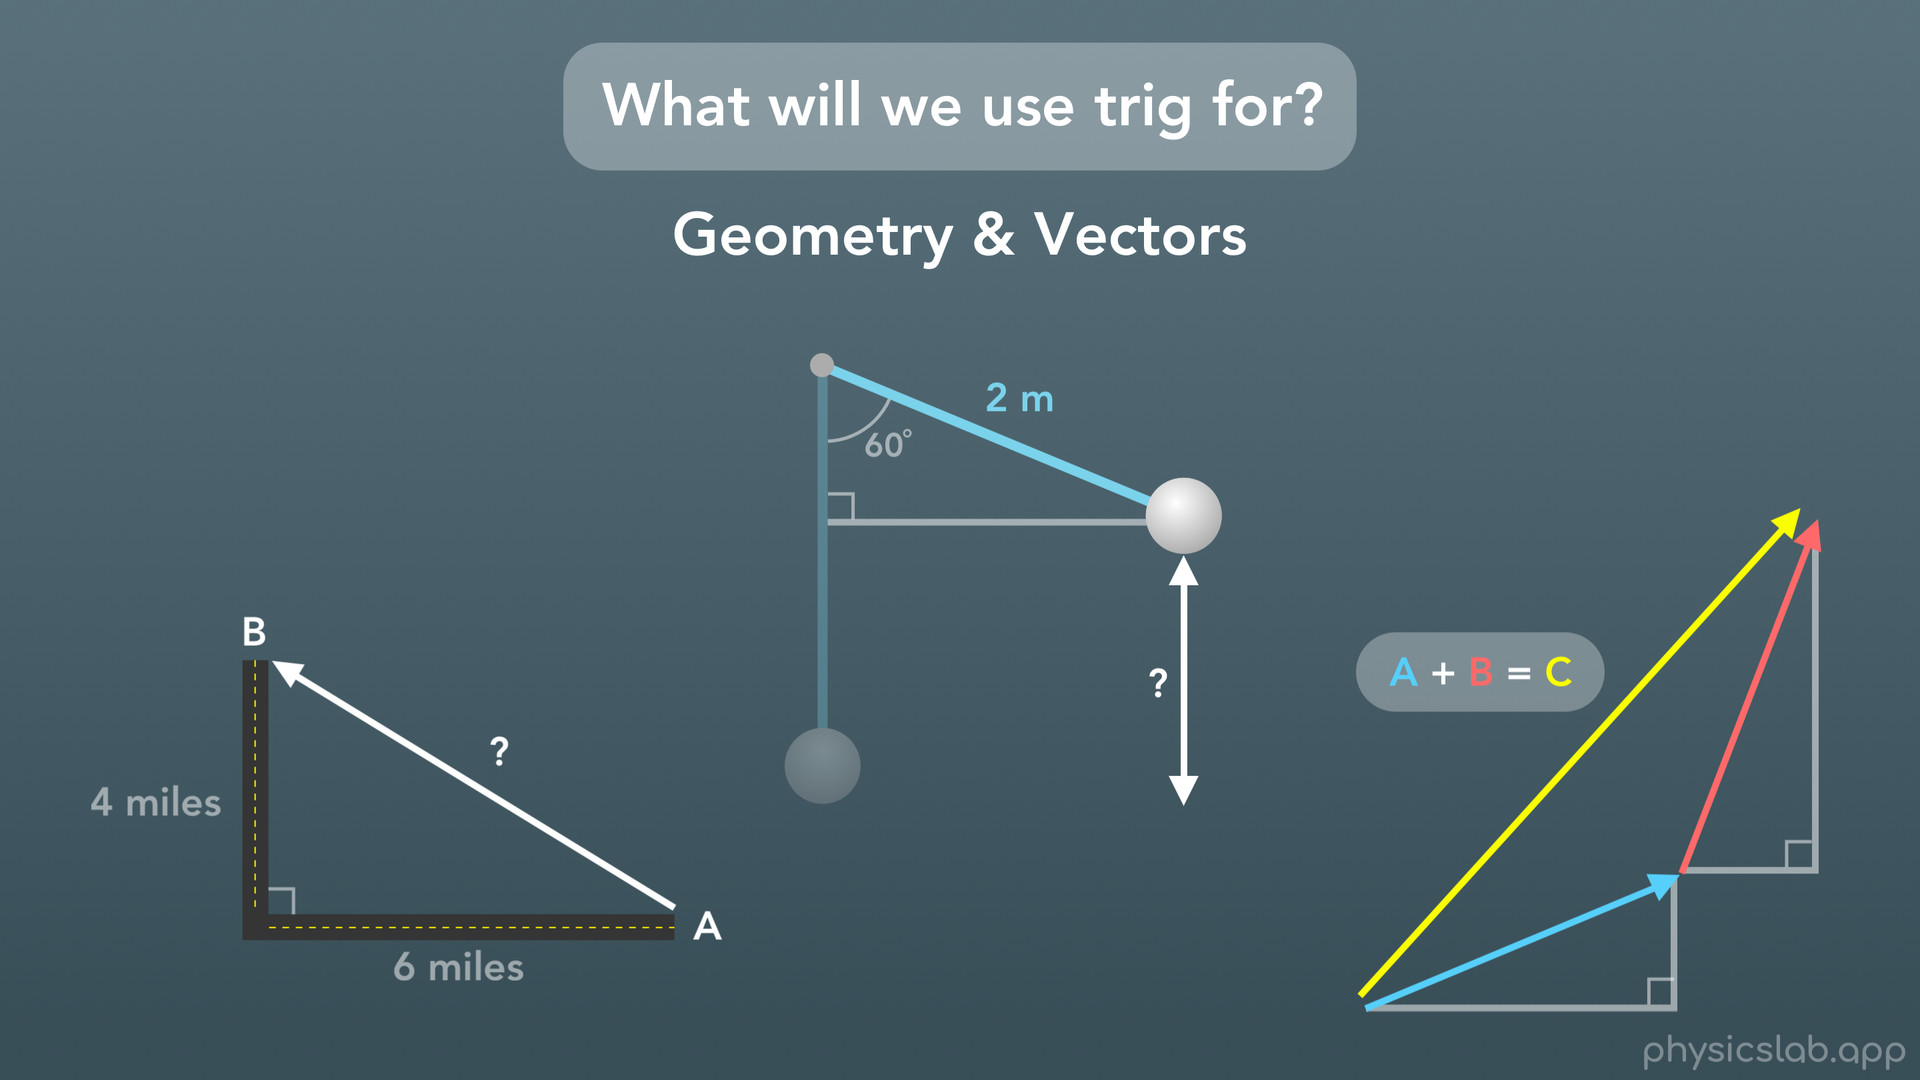 What will we use trig for?
Geometry & Vectors
2 m
60°
B
?
4 miles
A
6 miles
?
A + B = C
physicslab.app